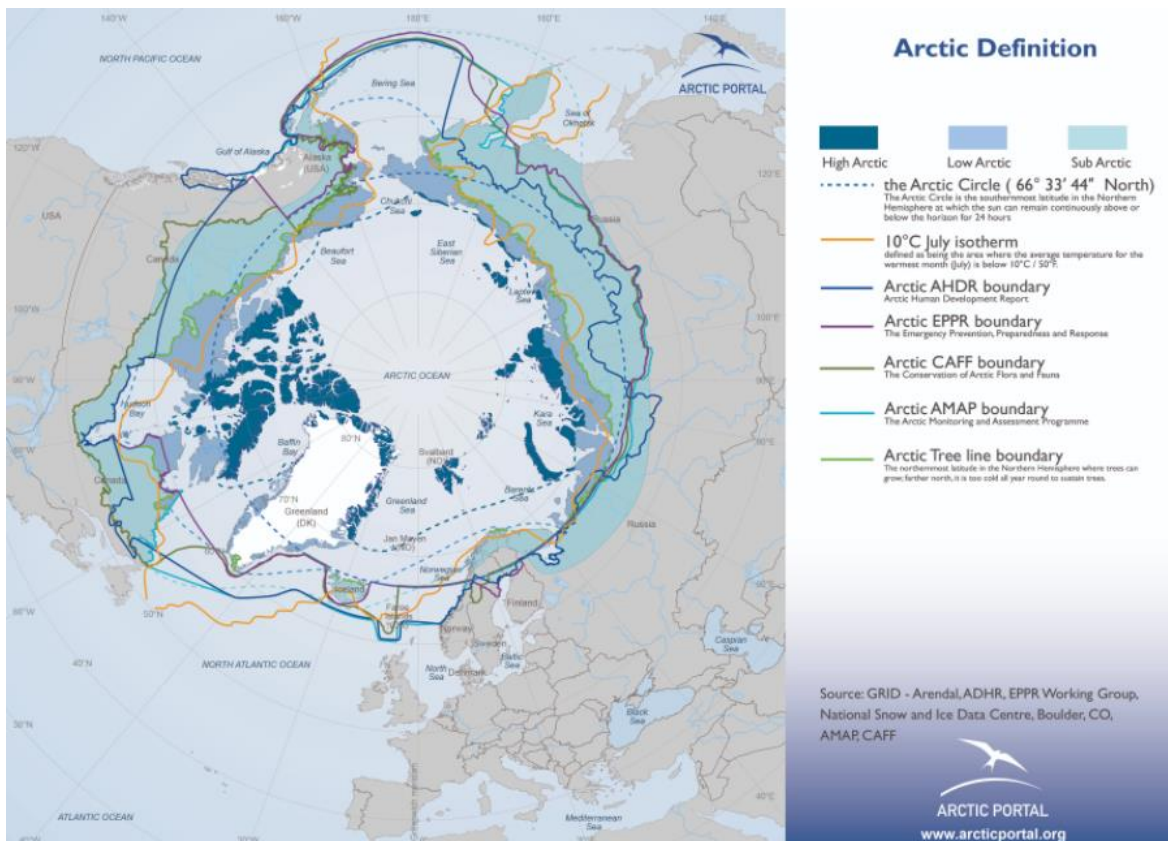 140°W
160°W
180°E
160°E
140°E
NORTH PACIFIC OCEAN
Bering Sea
Sea of
Okhotsk
ARCTIC PORTAL
120°W
Gulf of Alaska
Alaska
(USA)
120°E
USA
Chukchi
Sea
Russia
Canada
Beaufort
Sea
East
Siberian
Sea
Laptev
Sea
100°W
100°E
ARCTIC OCEAN
Hudson
Bay
Kara
Sea
Baffin
Bay
80°N
Svalbard
(NO)
Canada
70°N
Greenland
(DK)
Greenland
Sea
Barents
Sea
Russia
Jan Mayen
(NO)
Norwegian
Sea
Iceland
Faroe
Islands
Finland
50°N
Norway
Sweden
40°N
NORTH ATLANTIC OCEAN
North
Sea
Denmark
Baltic
Sea
Caspian
Sea
30°N
Black
Sea
ATLANTIC OCEAN
Mediterranean
Sea
40°E
Arctic Definition
High Arctic
Low Arctic
Sub Arctic
the Arctic Circle ( 66° 33' 44" North)
The Arctic Circle is the southernmost latitude in the Northern
Hemisphere at which the sun can remain continuously above or
below the horizon for 24 hours
10°C July isotherm
defined as being the area where the average temperature for the
warmest month (July) is below 10°C / 50°F.
Arctic AHDR boundary
Arctic Human Development Report
Arctic EPPR boundary
The Emergency Prevention, Preparedness and Response
Arctic CAFF boundary
The Conservation of Arctic Flora and Fauna
Arctic AMAP boundary
The Arctic Monitoring and Assessment Programme
Arctic Tree line boundary
The northernmost latitude in the Northern Hemisphere where trees can
grow; farther north, it is too cold all year round to sustain trees.
Source: GRID - Arendal, ADHR, EPPR Working Group,
National Snow and Ice Data Centre, Boulder, CO,
AMAP, CAFF
ARCTIC PORTAL
www.arcticportal.org